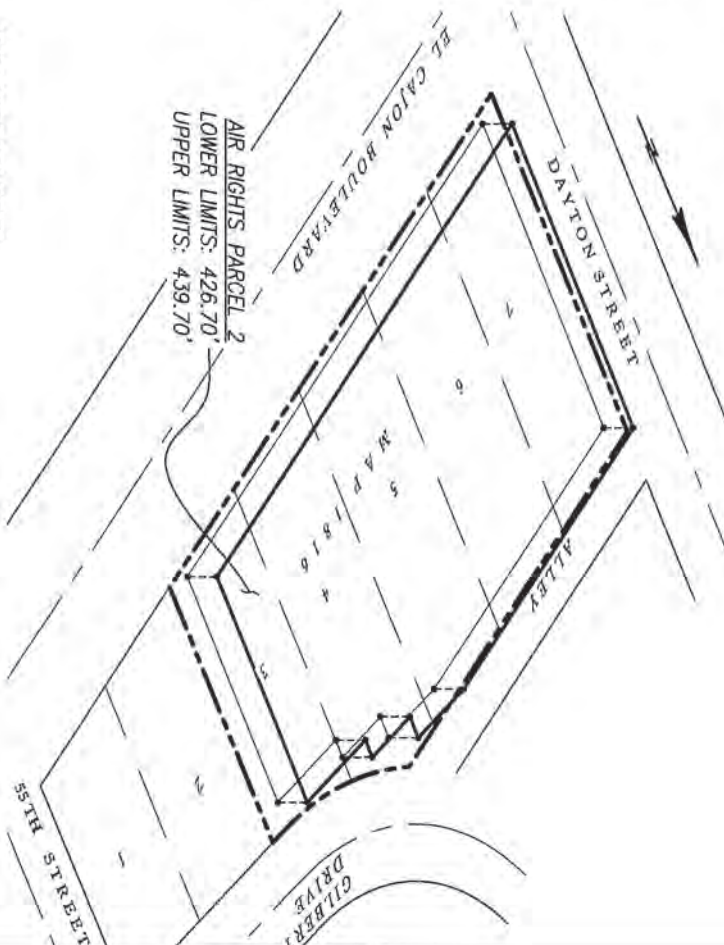 EL CAJON BOULEVARD
DAYTON STREET
AIR RIGHTS PARCEL 2
LOWER LIMITS: 426.70'
UPPER LIMITS: 439.70'
7
6
5
MAP 1816
4
3
2
1
ALLEY
55TH STREET
GILBERT
DRIVE